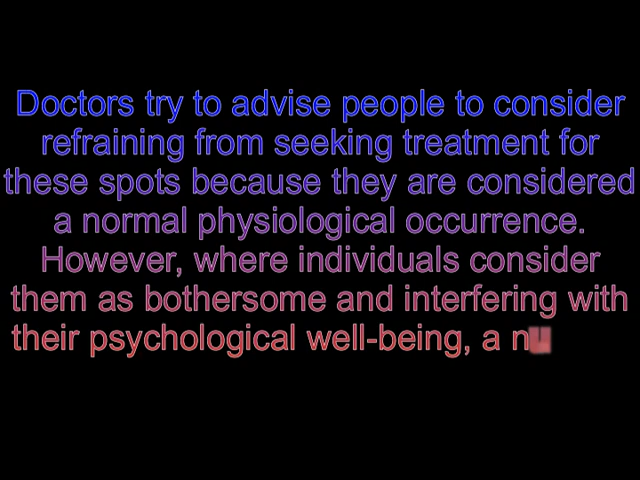 Doctors try to advise people to consider
refraining from seeking treatment for
these spots because they are considered
a normal physiological occurrence.
However, where individuals consider
them as bothersome and interfering with
their psychological well-being, a